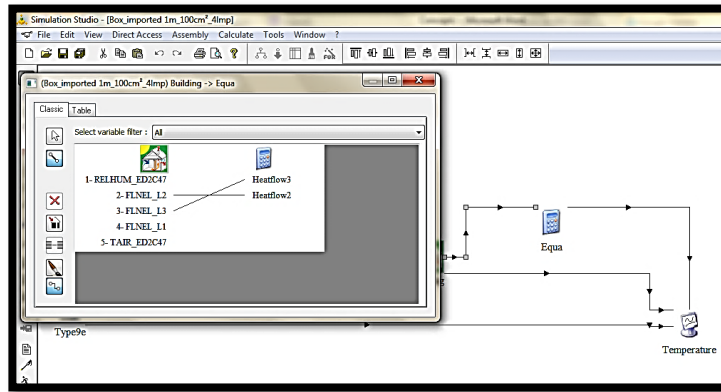 Simulation Studio - [Box_imported 1m_100cm²_4Imp]
File Edit View Direct Access Assembly Calculate Tools Window ?
(Box_imported 1m_100cm²_4Imp) Building -> Equa
Classic Table
Select variable filter : All
1- RELHUM_ED2C47 Heatflow3
2- FLNEL_L2 Heatflow2
3- FLNEL_L3
4- FLNEL_L1
5- TAIR_ED2C47
Equa
Type9e
Temperature